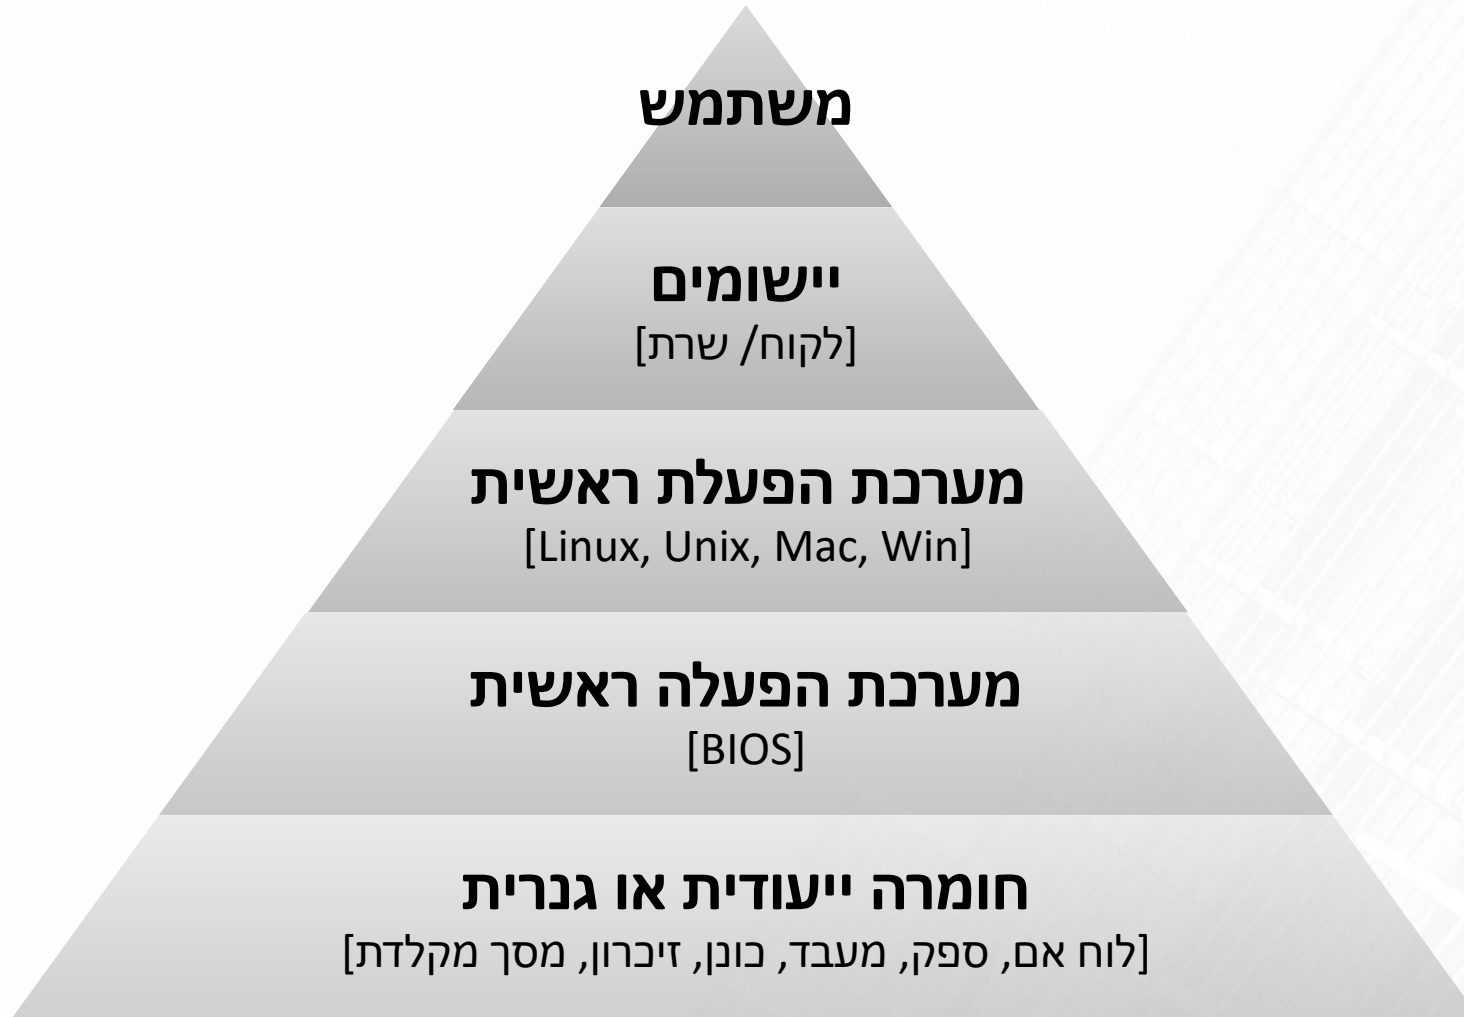 משתמש
יישומים
[לקוח/ שרת]
מערכת הפעלת ראשית
[Linux, Unix, Mac, Win]
מערכת הפעלה ראשית
[BIOS]
חומרה ייעודית או גנרית
[לוח אם, ספק, מעבד, כונן, זיכרון, מסך מקלדת]